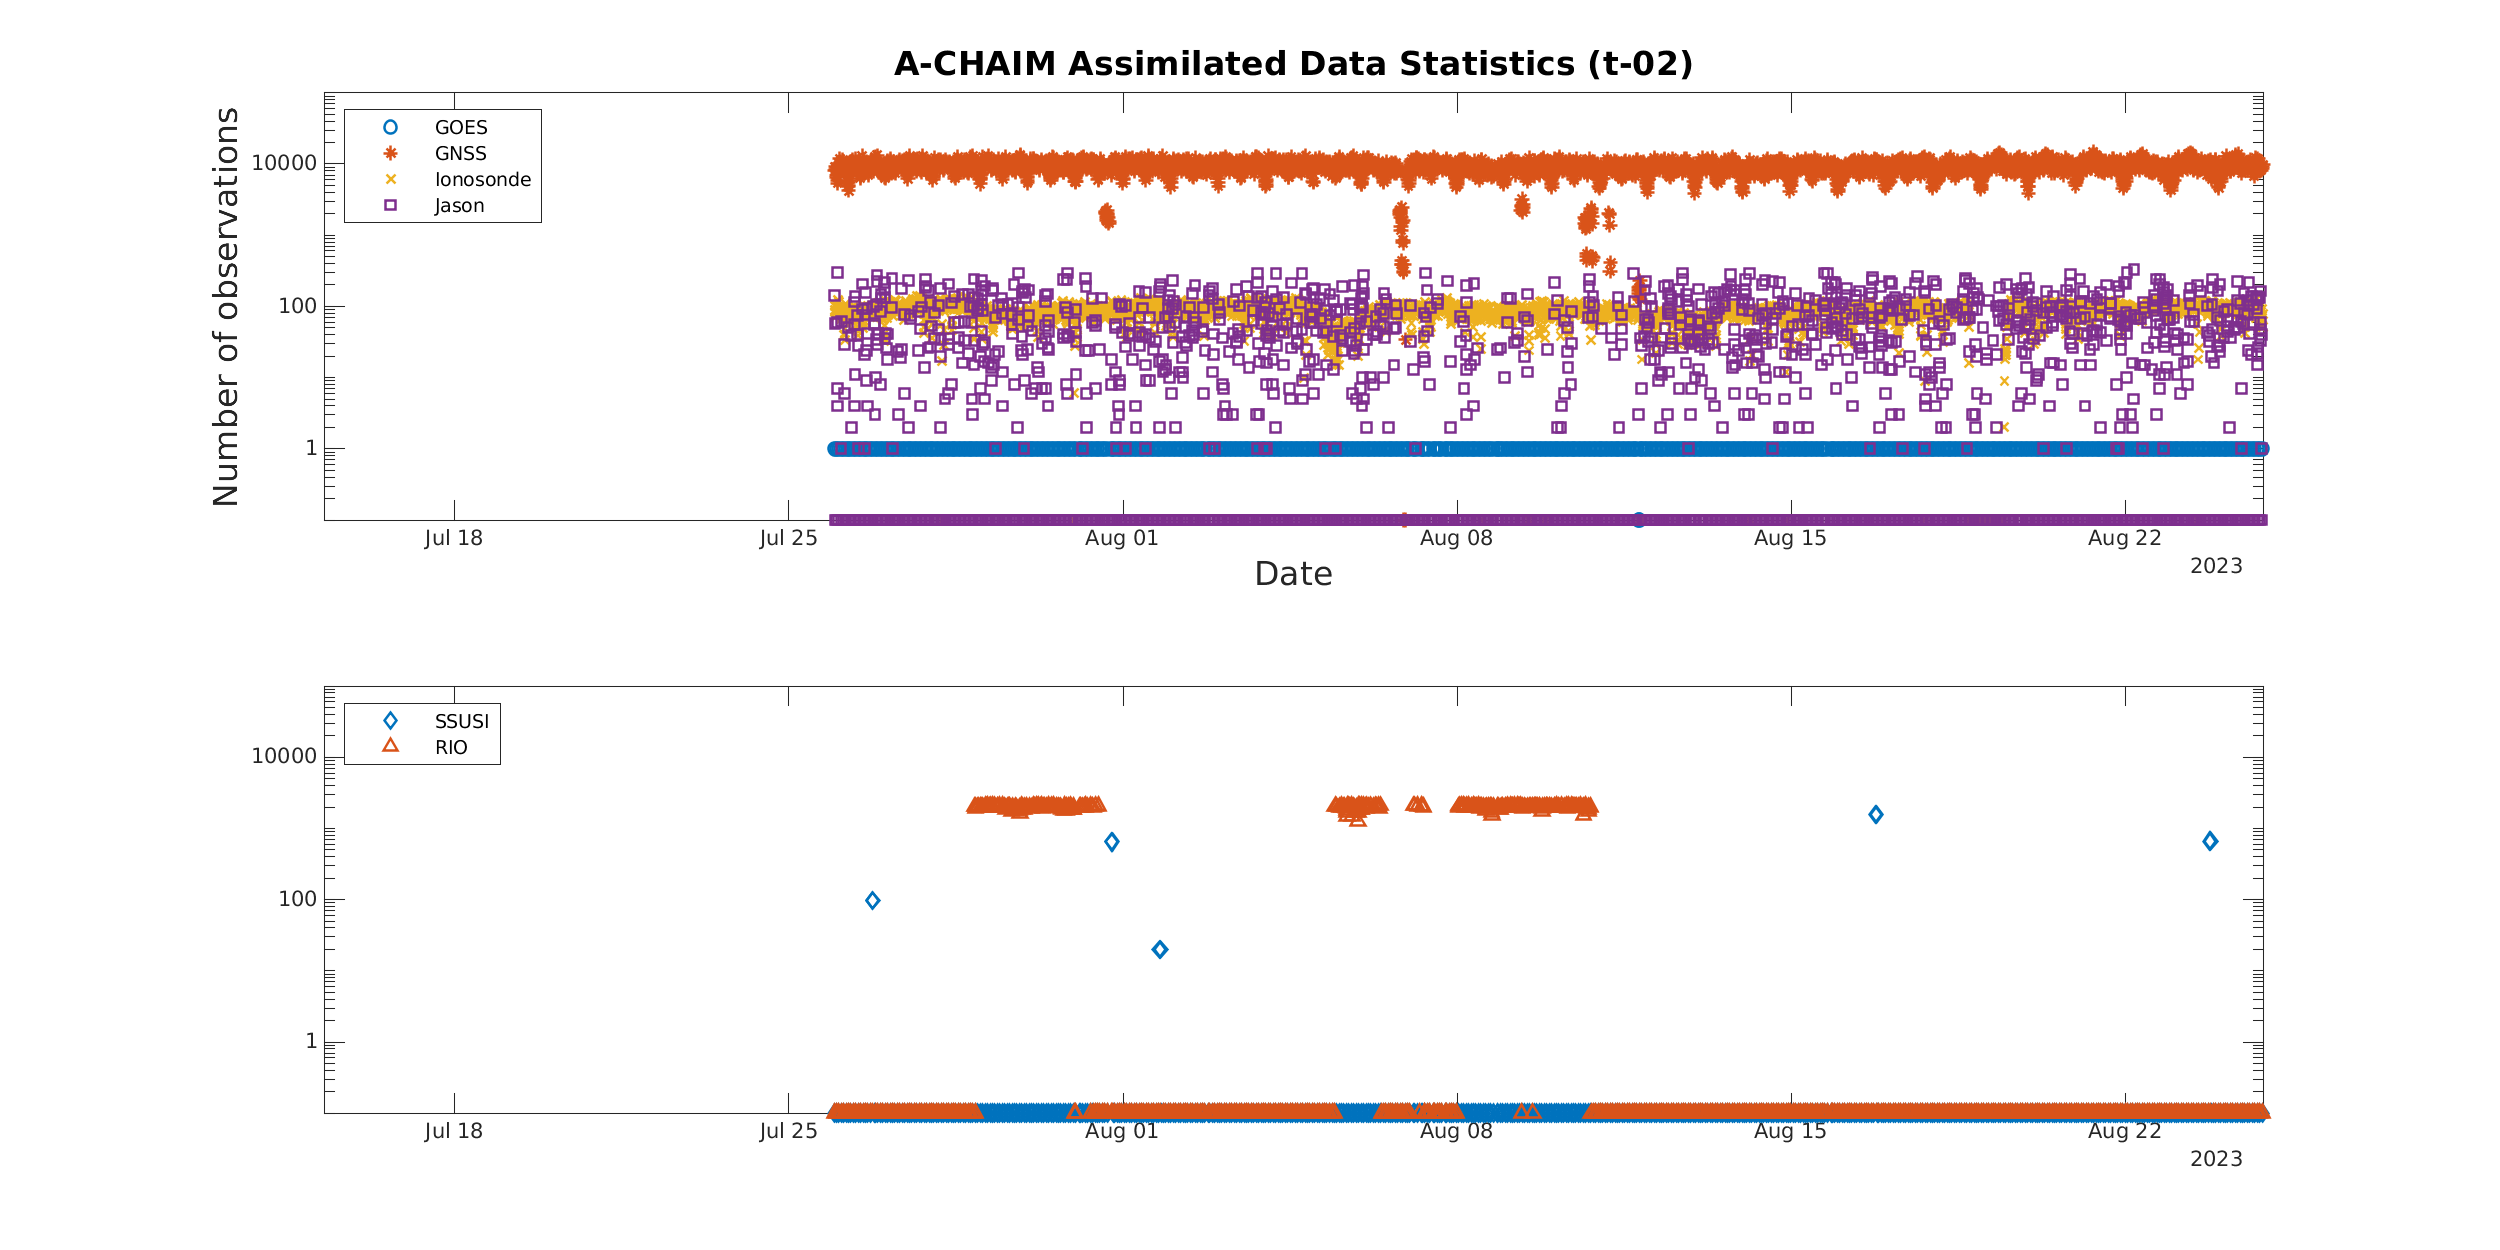 A-CHAIM Assimilated Data Statistics (t-02)
Number of observations
GOES
GNSS
Ionosonde
Jason
10000
100
1
Jul 18
Jul 25
Aug 01
Aug 08
Aug 15
Aug 22
2023
Date
SSUSI
RIO
10000
100
1
Jul 18
Jul 25
Aug 01
Aug 08
Aug 15
Aug 22
2023